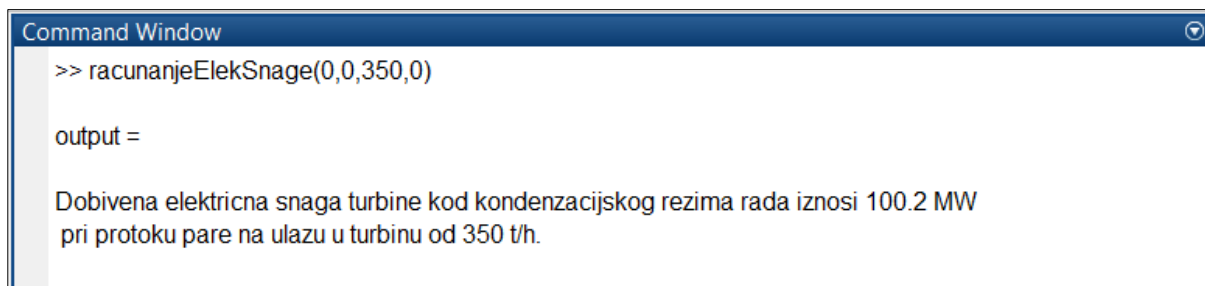 Command Window
>> racunanjeElekSnage(0,0,350,0)
output =
Dobivena elektricna snaga turbine kod kondenzacijskog rezima rada iznosi 100.2 MW
pri protoku pare na ulazu u turbinu od 350 t/h.